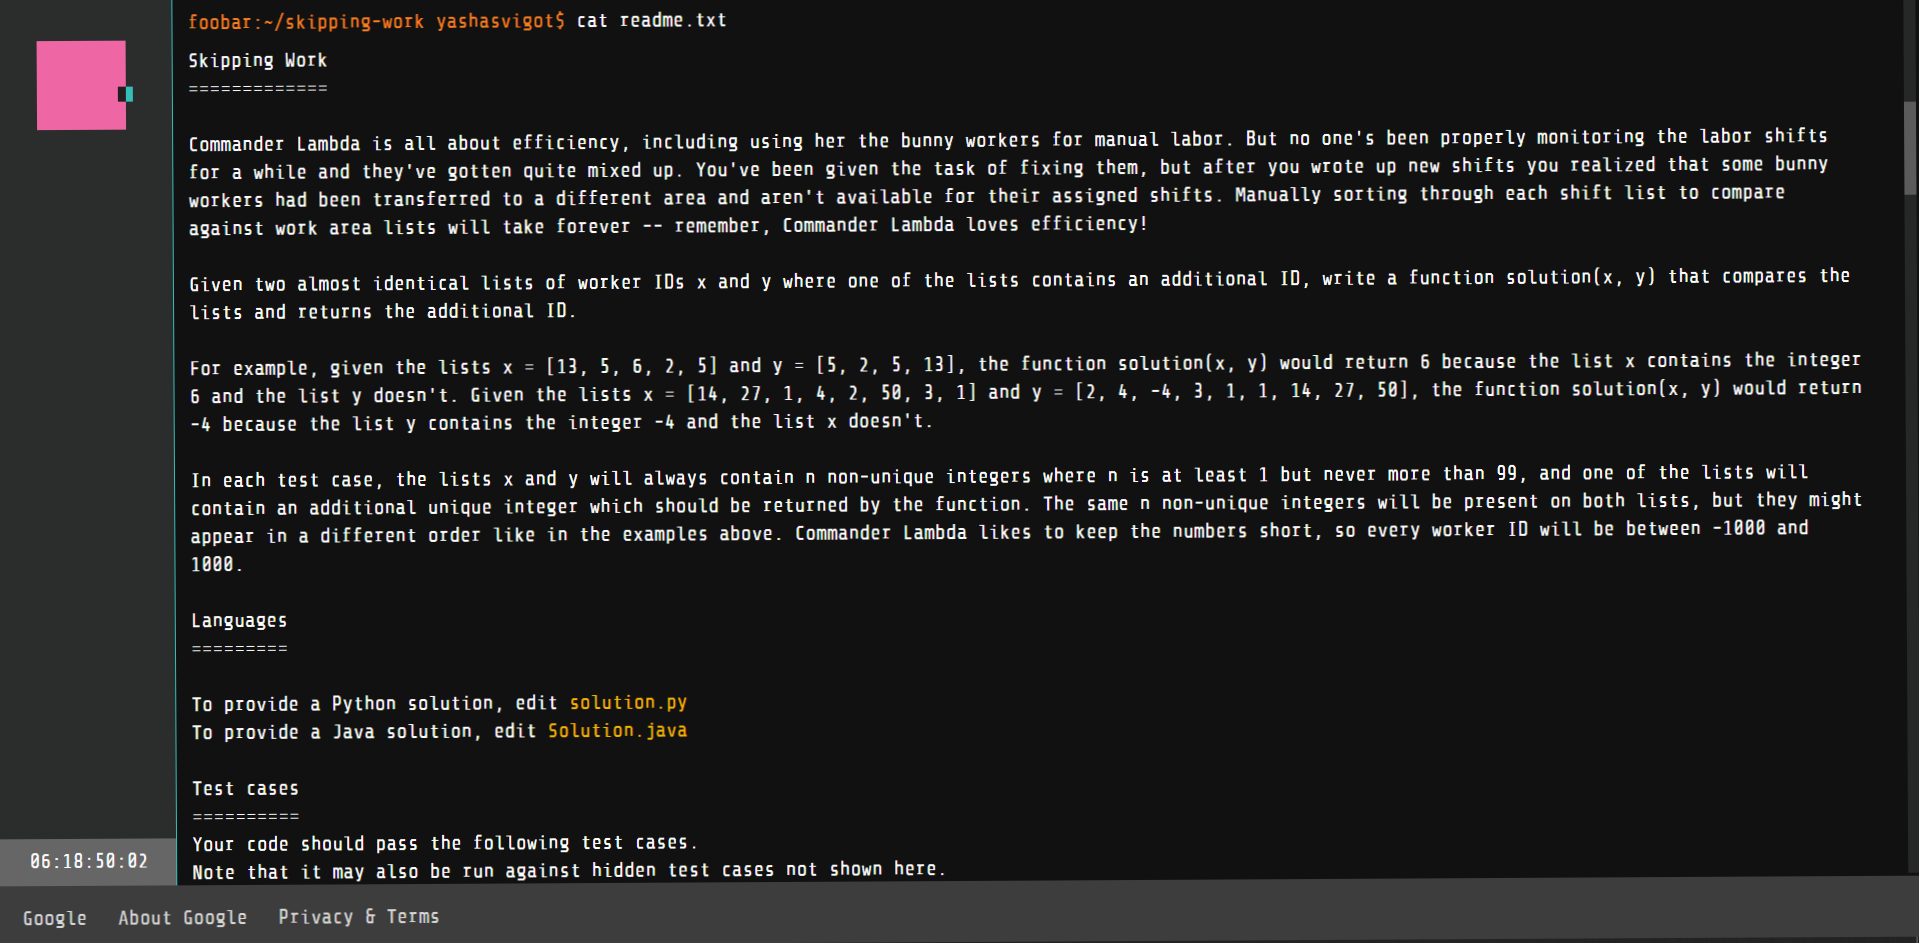 foobar:~/skipping-work yashasvigot$ cat readme.txt
Skipping Work
=============
Commander Lambda is all about efficiency, including using her the bunny workers for manual labor. But no one's been properly monitoring the labor shifts
for a while and they've gotten quite mixed up. You've been given the task of fixing them, but after you wrote up new shifts you realized that some bunny
workers had been transferred to a different area and aren't available for their assigned shifts. Manually sorting through each shift list to compare
against work area lists will take forever -- remember, Commander Lambda loves efficiency!
Given two almost identical lists of worker IDs x and y where one of the lists contains an additional ID, write a function solution(x, y) that compares the
lists and returns the additional ID.
For example, given the lists x = [13, 5, 6, 2, 5] and y = [5, 2, 5, 13], the function solution(x, y) would return 6 because the list x contains the integer
6 and the list y doesn't. Given the lists x = [14, 27, 1, 4, 2, 50, 3, 1] and y = [2, 4, -4, 3, 1, 1, 14, 27, 50], the function solution(x, y) would return
-4 because the list y contains the integer -4 and the list x doesn't.
In each test case, the lists x and y will always contain n non-unique integers where n is at least 1 but never more than 99, and one of the lists will
contain an additional unique integer which should be returned by the function. The same n non-unique integers will be present on both lists, but they might
appear in a different order like in the examples above. Commander Lambda likes to keep the numbers short, so every worker ID will be between -1000 and
1000.
Languages
=========
To provide a Python solution, edit solution.py
To provide a Java solution, edit Solution.java
Test cases
==========
Your code should pass the following test cases.
Note that it may also be run against hidden test cases not shown here.
06:18:50:02
Google About Google Privacy & Terms